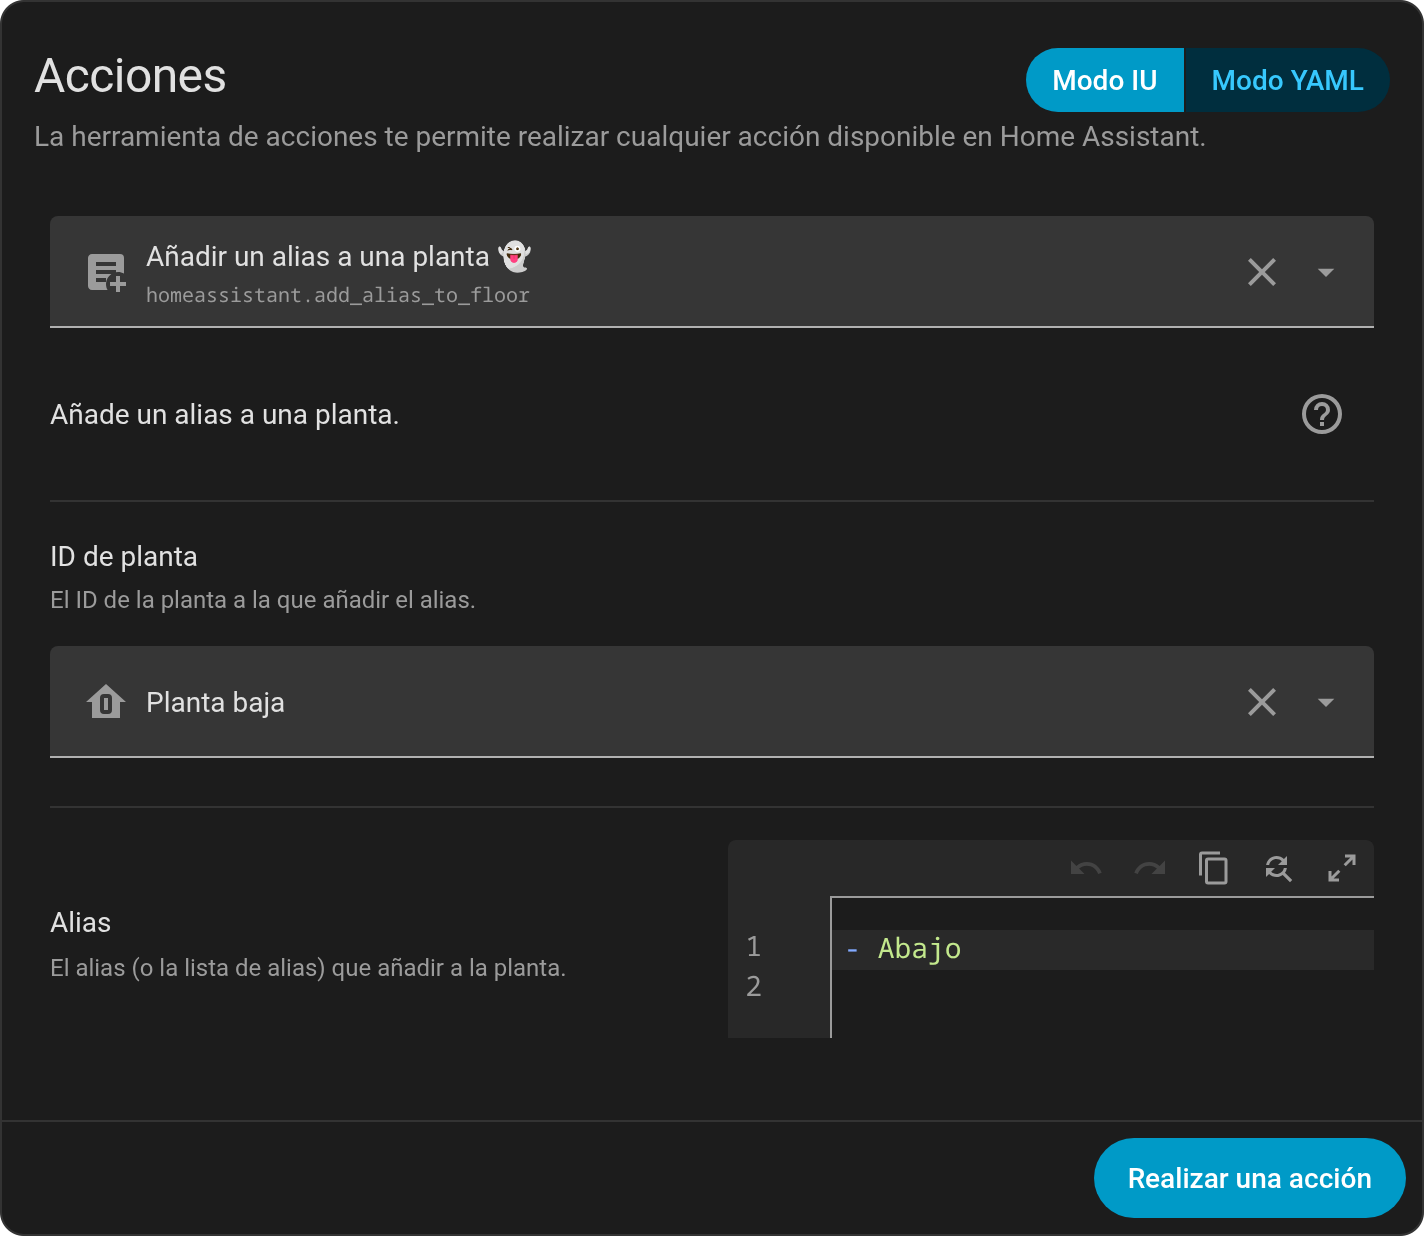 Acciones
Modo IU
Modo YAML
La herramienta de acciones te permite realizar cualquier acción disponible en Home Assistant.
Añadir un alias a una planta 👻
homeassistant.add_alias_to_floor
Añade un alias a una planta.
ID de planta
El ID de la planta a la que añadir el alias.
0
Planta baja
Alias
El alias (o la lista de alias) que añadir a la planta.
1 - Abajo
2
Realizar una acción